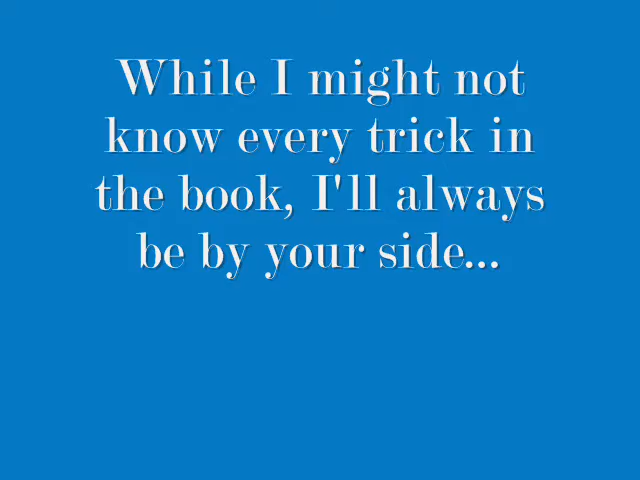 While I might not
know every trick in
the book, I'll always
be by your side...